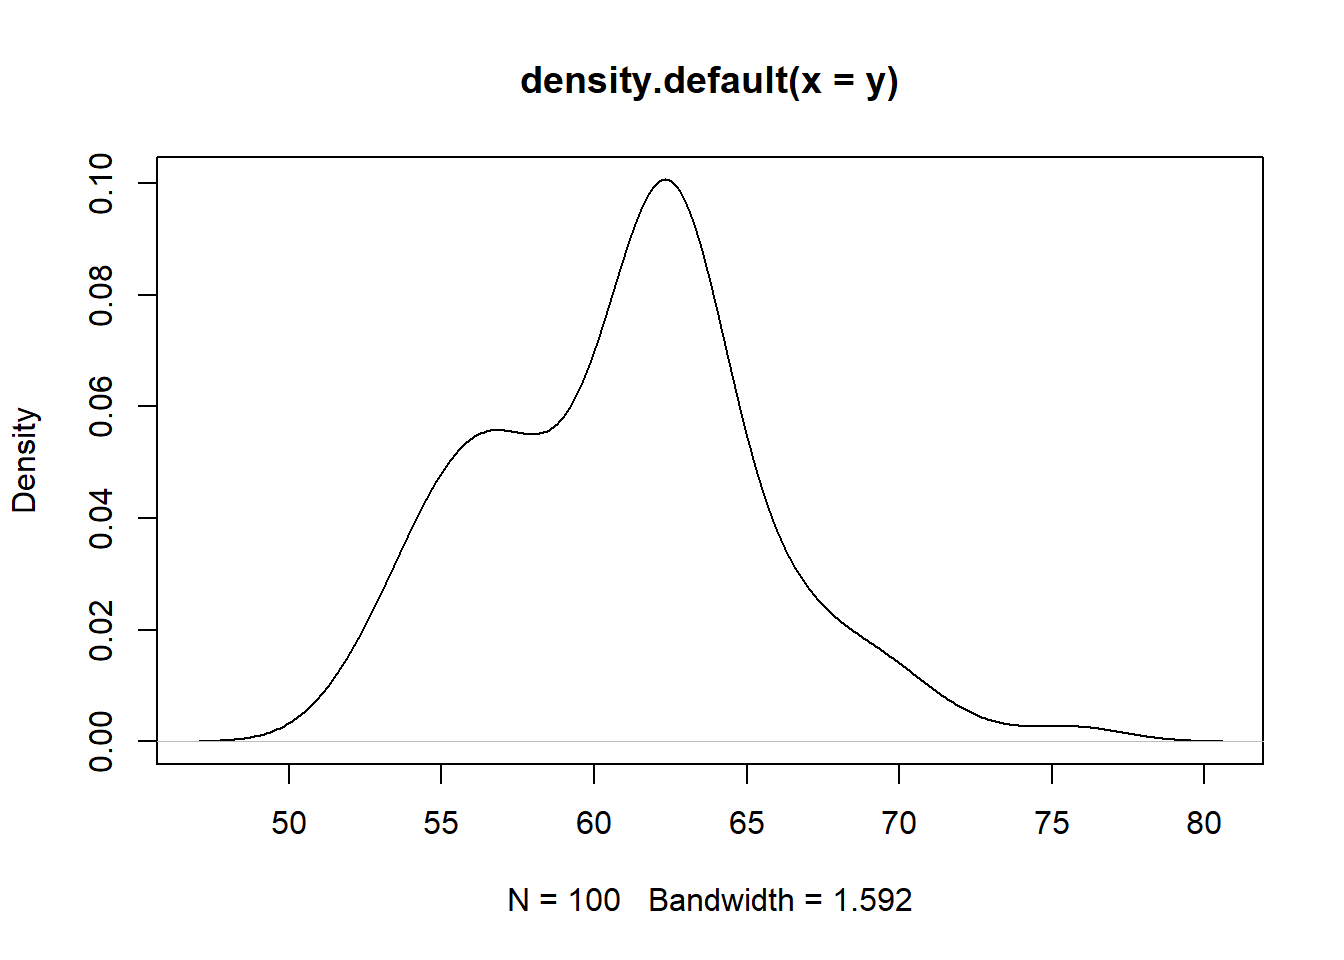 density.default(x = y)
Density
0.00
0.02
0.04
0.06
0.08
0.10
50 55 60 65 70 75 80
N = 100 Bandwidth = 1.592